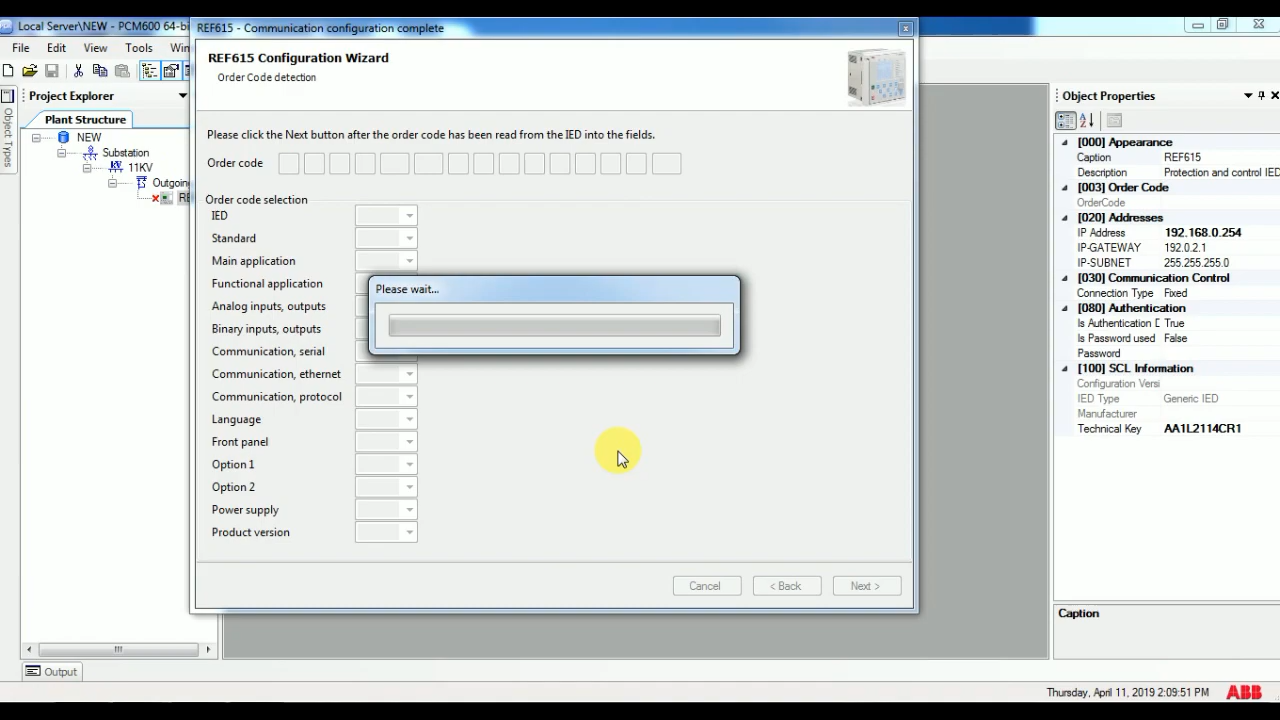 Local Server\NEW - PCM600 64-bi
File Edit View Tools Win
Project Explorer
Plant Structure
Object Types
NEW
Substation
11KV
Outgoing
RE
REF615 - Communication configuration complete
REF615 Configuration Wizard
Order Code detection
Please click the Next button after the order code has been read from the IED into the fields.
Order code
Order code selection
IED
Standard
Main application
Functional application
Analog inputs, outputs
Binary inputs, outputs
Communication, serial
Communication, ethernet
Communication, protocol
Language
Front panel
Option 1
Option 2
Power supply
Product version
Please wait...
Cancel
< Back
Next >
Object Properties
[000] Appearance
Caption REF615
Description Protection and control IED
[003] Order Code
OrderCode
[020] Addresses
IP Address 192.168.0.254
IP-GATEWAY 192.0.2.1
IP-SUBNET 255.255.255.0
[030] Communication Control
Connection Type Fixed
[080] Authentication
Is Authentication D True
Is Password used False
Password
[100] SCL Information
Configuration Versi
IED Type Generic IED
Manufacturer
Technical Key AA1L2114CR1
Caption
Output
Thursday, April 11, 2019 2:09:51 PM
ABB